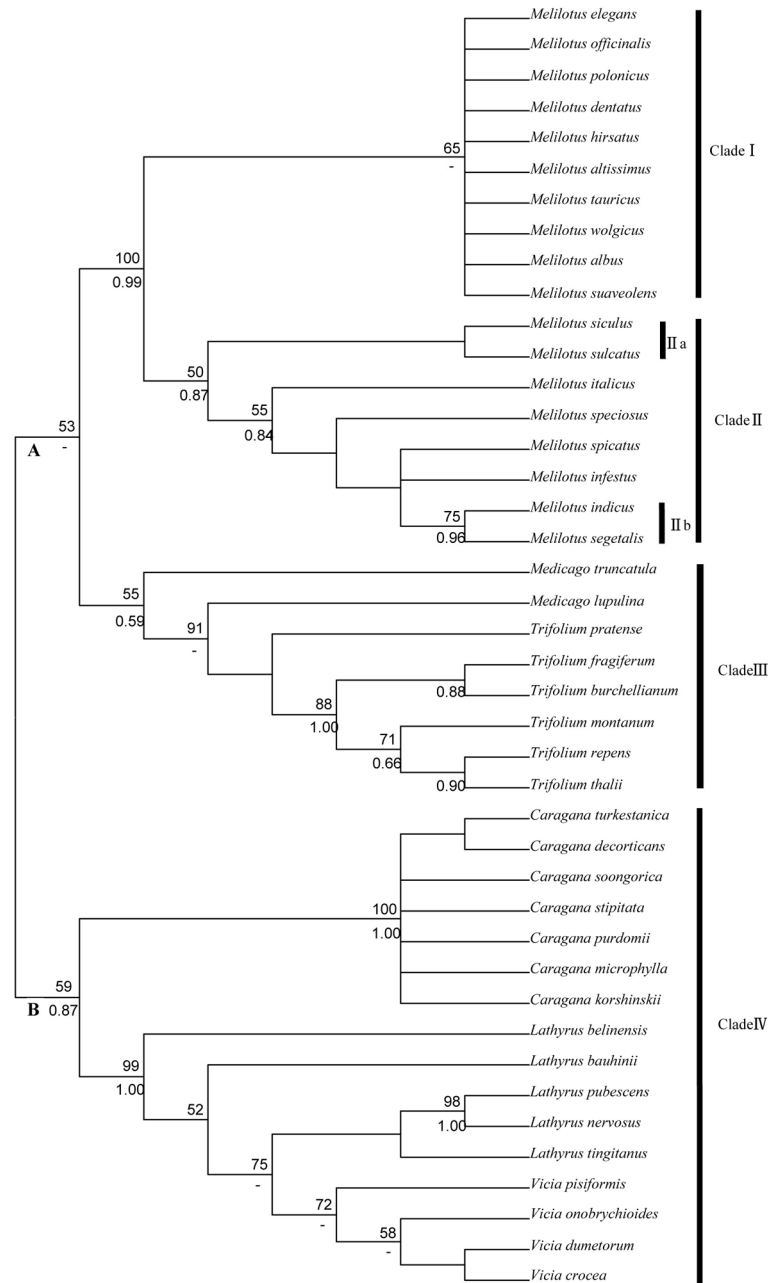 Melilotus elegans
Melilotus officinalis
Melilotus polonicus
Melilotus dentatus
Melilotus hirsatus
65
-
Clade Ⅰ
Melilotus altissimus
Melilotus tauricus
Melilotus wolgicus
Melilotus albus
100
0.99
Melilotus suaveolens
Melilotus siculus
Ⅱa
Melilotus sulcatus
50
0.87
Melilotus italicus
55
0.84
Melilotus speciosus
Clade Ⅱ
53
A
-
Melilotus spicatus
Melilotus infestus
Melilotus indicus
75
0.96
Ⅱb
Melilotus segetalis
Medicago truncatula
55
0.59
Medicago lupulina
91
-
Trifolium pratense
Trifolium fragiferum
0.88
CladeⅢ
Trifolium burchellianum
88
1.00
Trifolium montanum
71
0.66
Trifolium repens
0.90
Trifolium thalii
Caragana turkestanica
Caragana decorticans
Caragana soongorica
100
1.00
Caragana stipitata
Caragana purdomii
Caragana microphylla
59
B 0.87
Caragana korshinskii
CladeⅣ
Lathyrus belinensis
99
1.00
Lathyrus bauhinii
52
Lathyrus pubescens
98
1.00
Lathyrus nervosus
Lathyrus tingitanus
75
-
Vicia pisiformis
72
-
Vicia onobrychioides
58
-
Vicia dumetorum
Vicia crocea